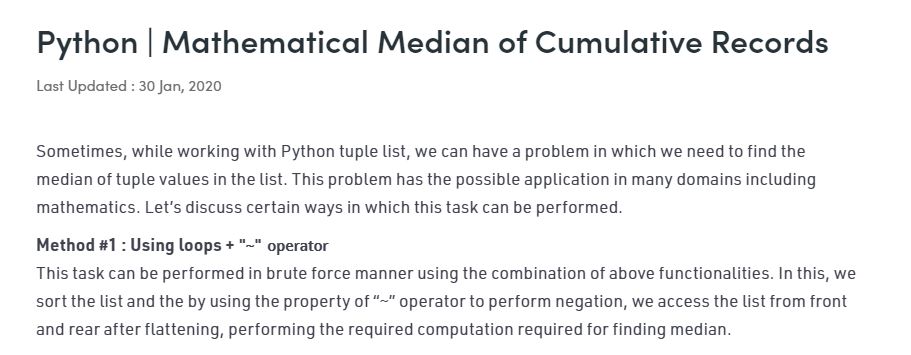 Python | Mathematical Median of Cumulative Records
Last Updated : 30 Jan, 2020
Sometimes, while working with Python tuple list, we can have a problem in which we need to find the
median of tuple values in the list. This problem has the possible application in many domains including
mathematics. Let’s discuss certain ways in which this task can be performed.
Method #1 : Using loops + "~" operator
This task can be performed in brute force manner using the combination of above functionalities. In this, we
sort the list and the by using the property of “~” operator to perform negation, we access the list from front
and rear after flattening, performing the required computation required for finding median.